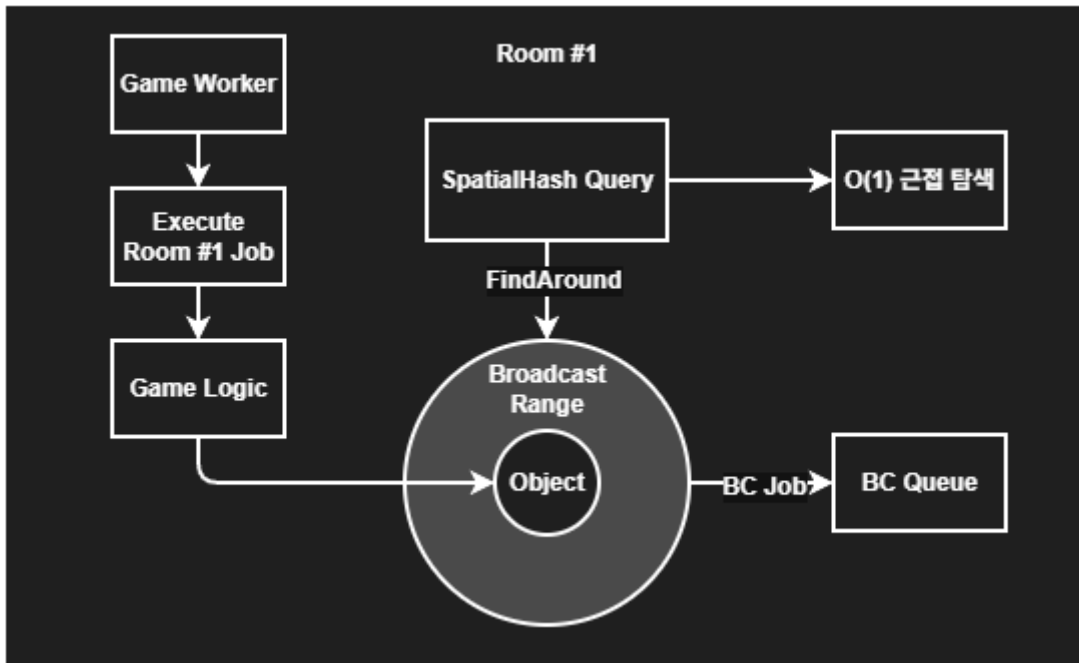 Room #1
Game Worker
Execute
Room #1 Job
Game Logic
SpatialHash Query
O(1) 근접 탐색
FindAround
Broadcast
Range
Object
BC Job
BC Queue